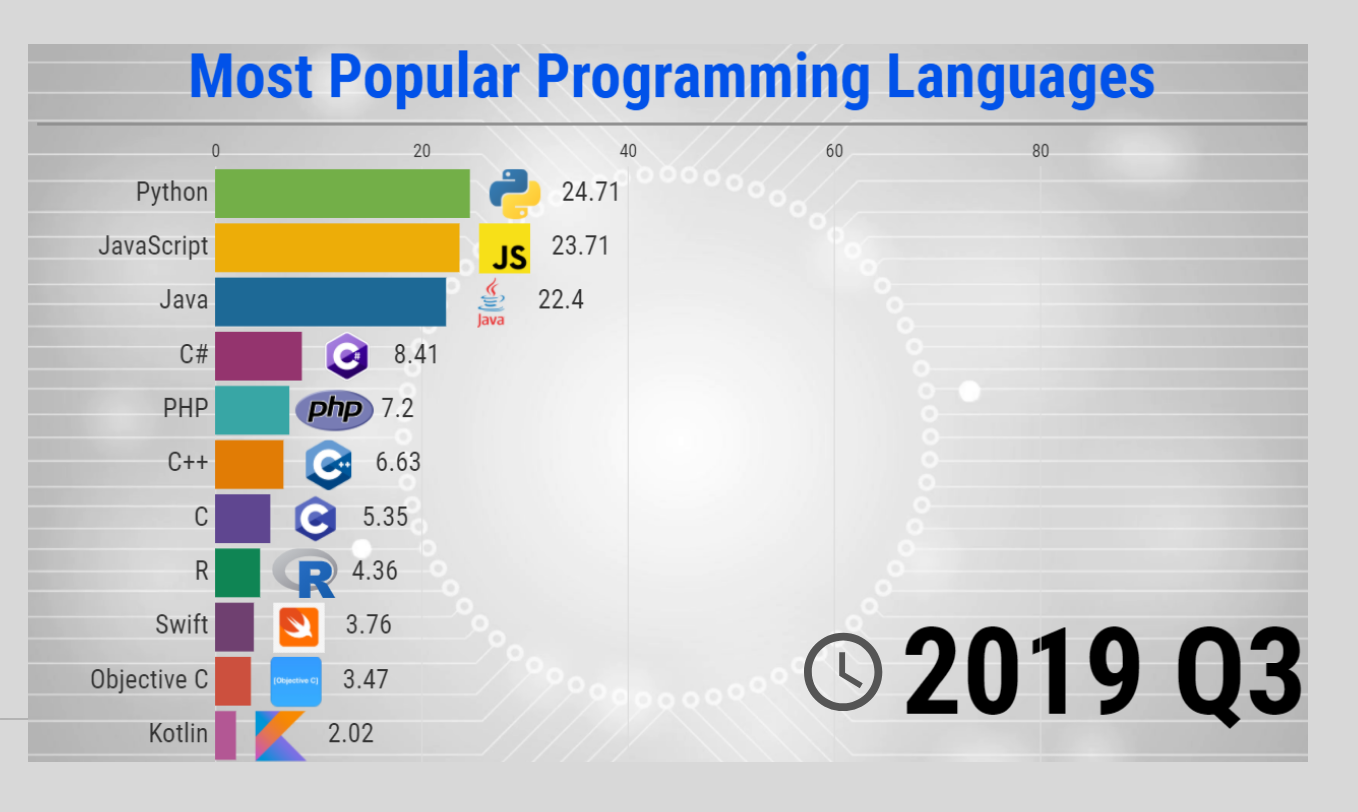 Most Popular Programming Languages
0 20 40 60 80
Python 24.71
JavaScript JS 23.71
Java Java 22.4
C# C# 8.41
PHP php 7.2
C++ C++ 6.63
C C 5.35
R R 4.36
Swift 3.76
Objective C [Objective C] 3.47
Kotlin 2.02
2019 Q3